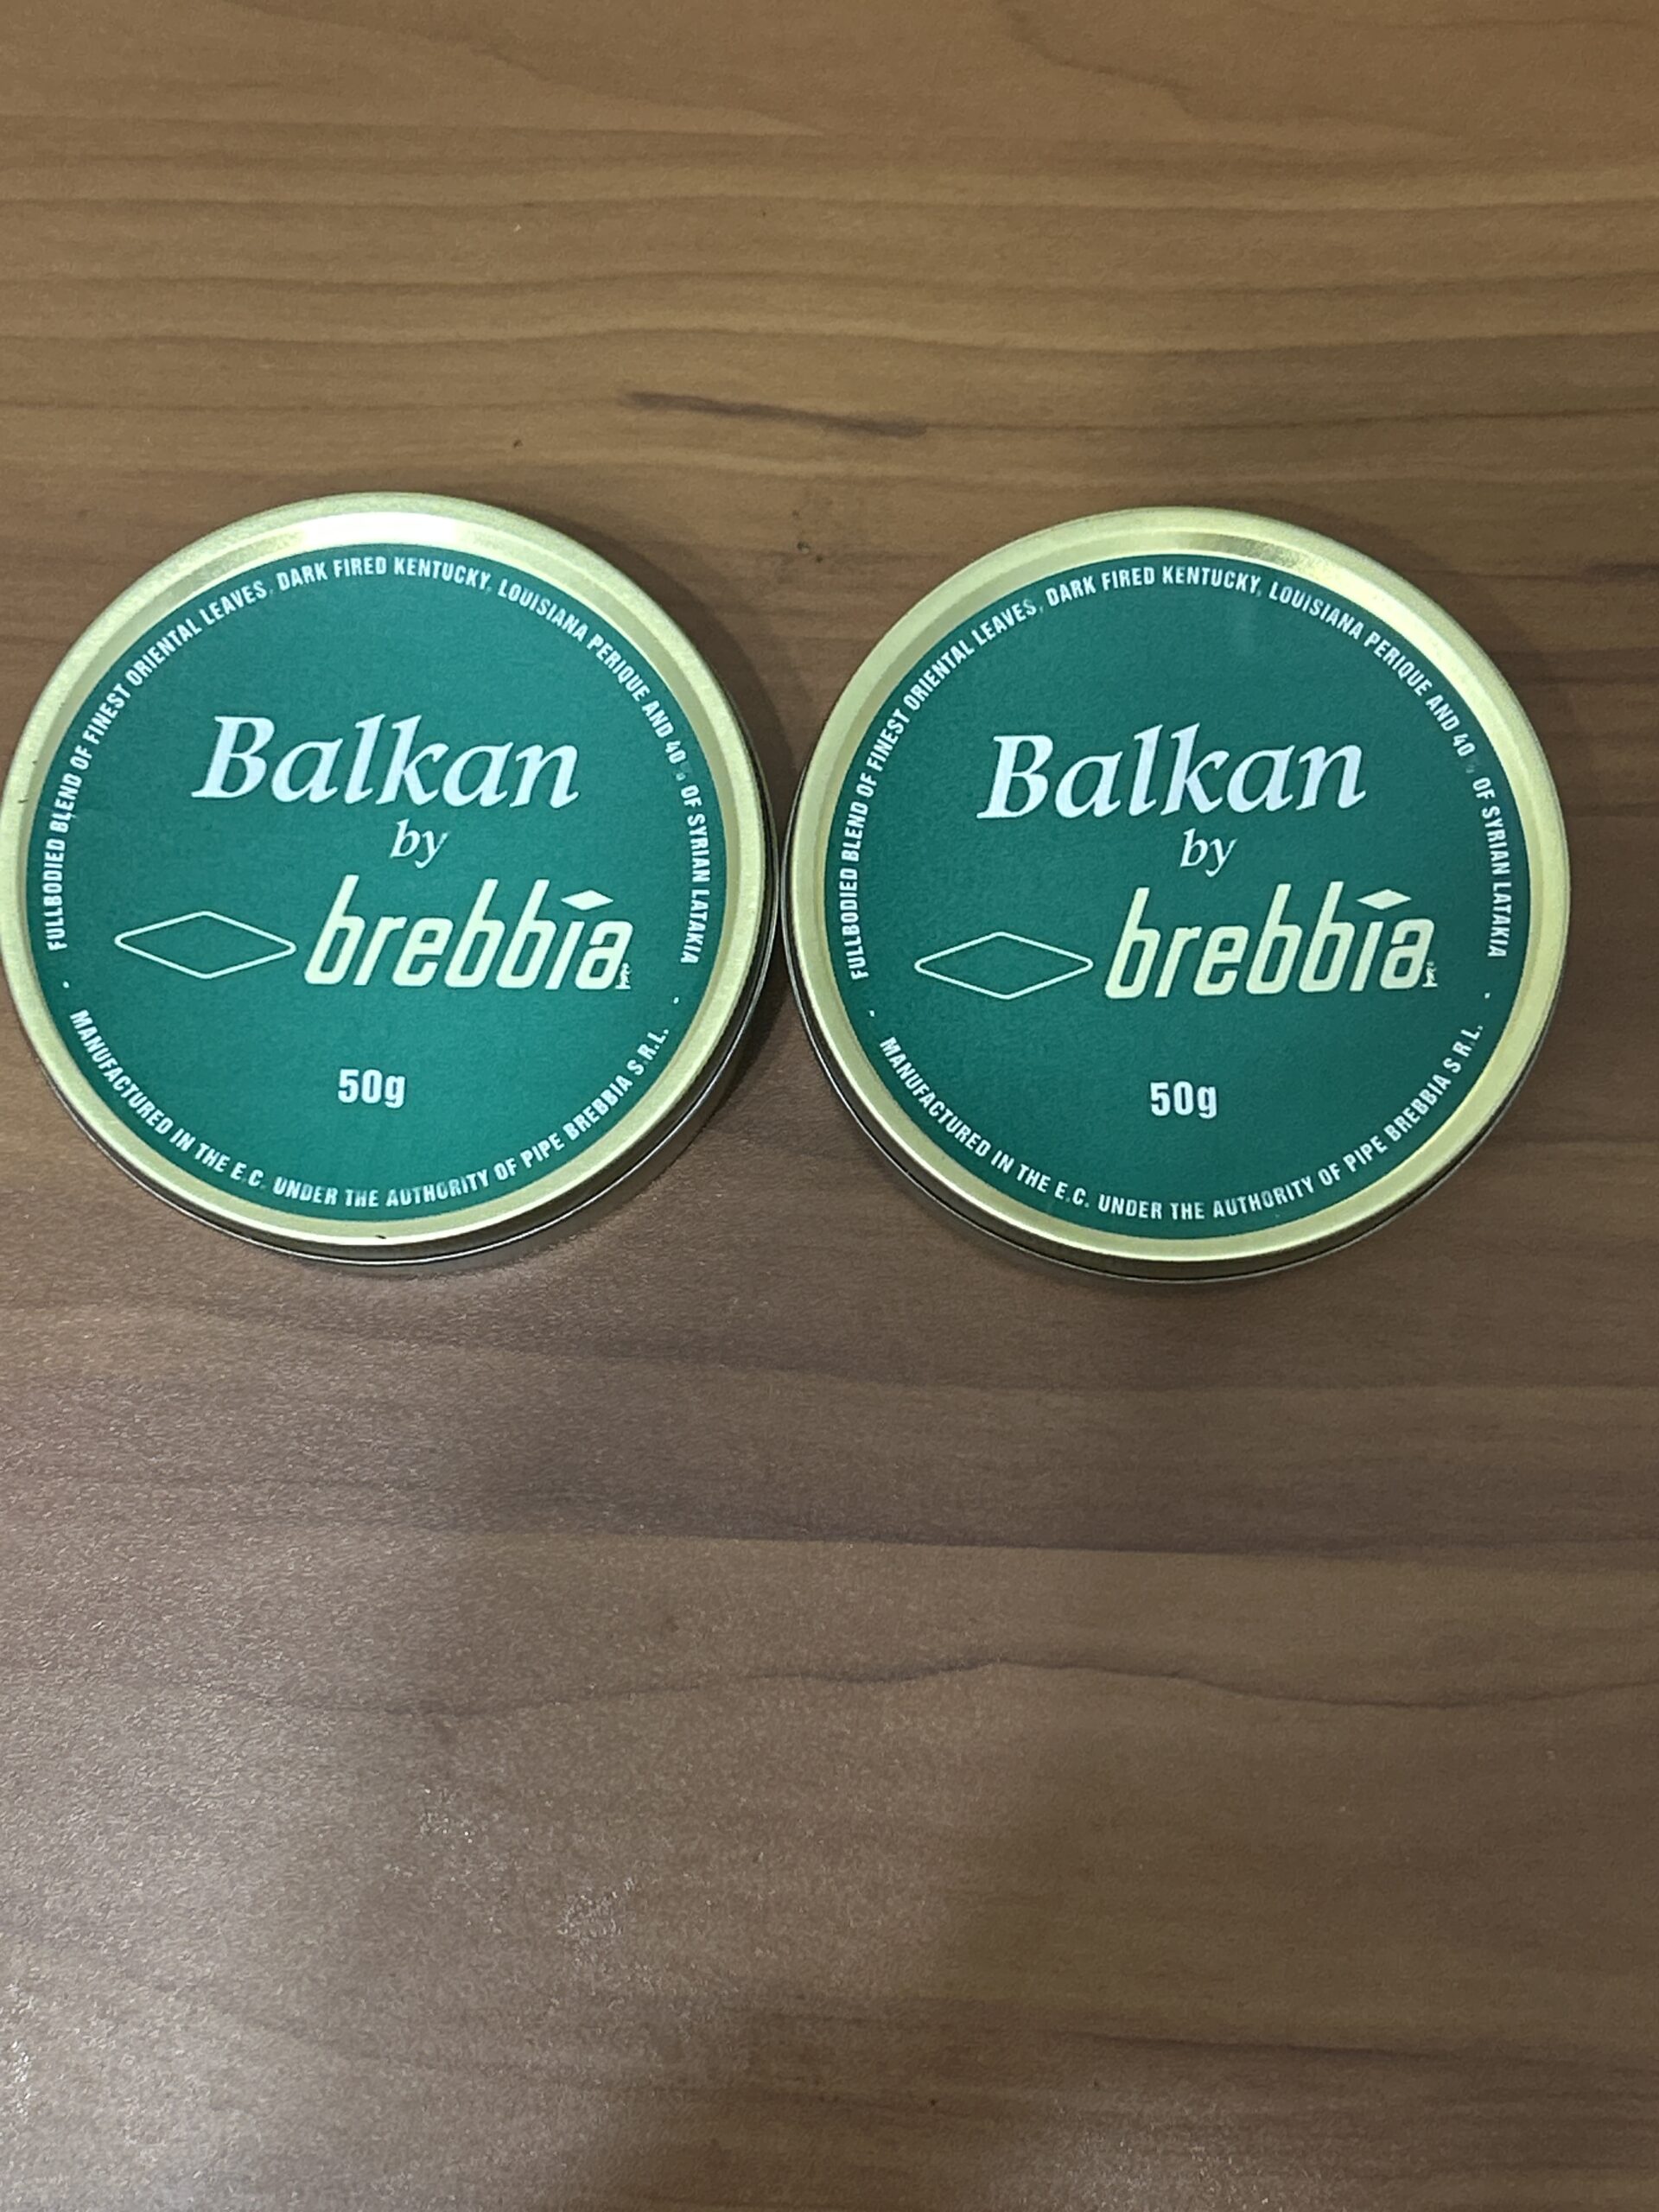 FULLBODIED BLEND OF FINEST ORIENTAL LEAVES, DARK FIRED KENTUCKY, LOUISIANA PERIQUE AND 40% OF SYRIAN LATAKIA
Balkan
by
brebbia
50g
· MANUFACTURED IN THE E.C. UNDER THE AUTHORITY OF PIPE BREBBIA S.R.L. ·
FULLBODIED BLEND OF FINEST ORIENTAL LEAVES, DARK FIRED KENTUCKY, LOUISIANA PERIQUE AND 40% OF SYRIAN LATAKIA
Balkan
by
brebbia
50g
· MANUFACTURED IN THE E.C. UNDER THE AUTHORITY OF PIPE BREBBIA S.R.L. ·